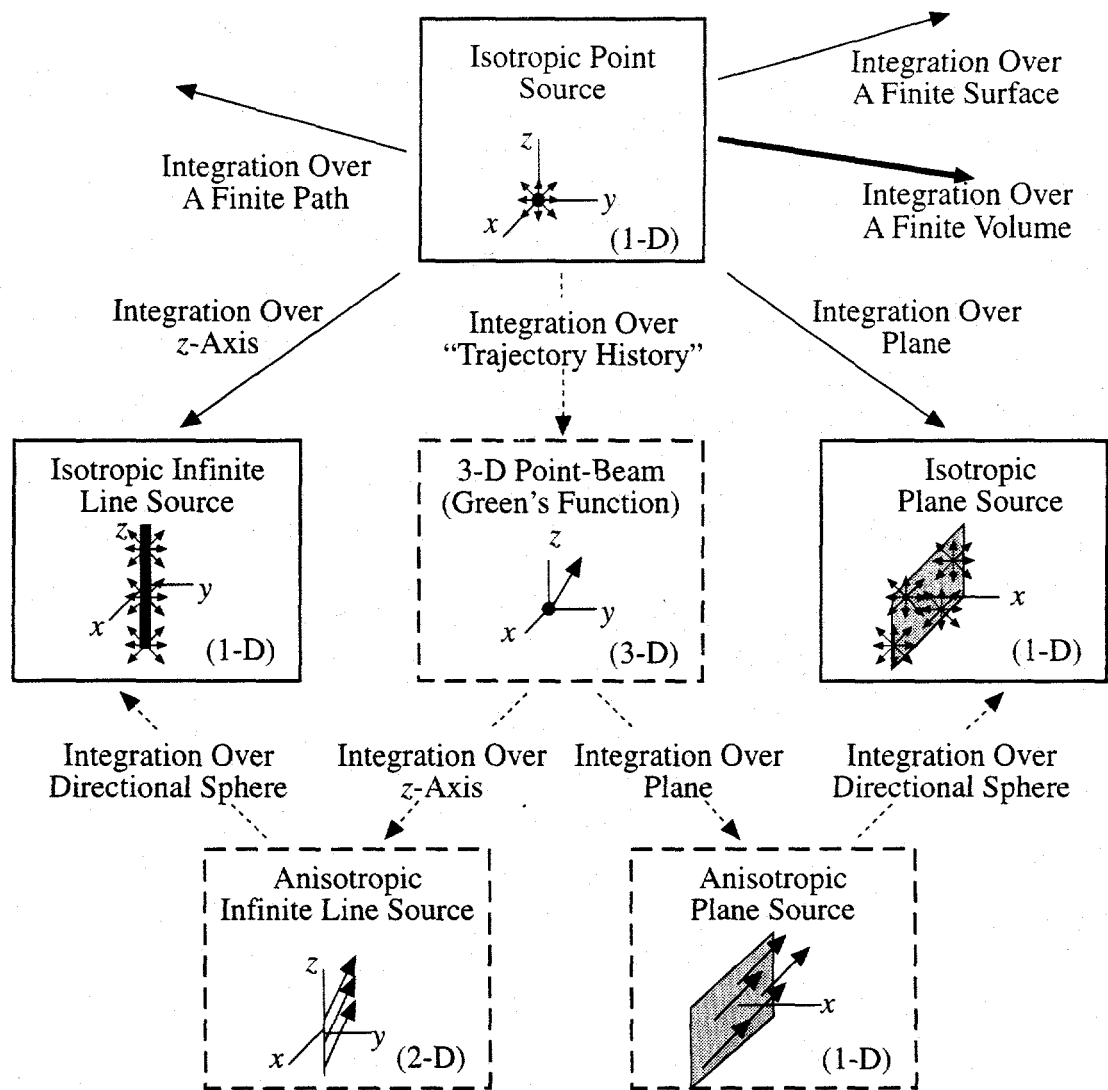 Isotropic Point
Source
z
y
x
(1-D)
Integration Over
A Finite Surface
Integration Over
A Finite Path
Integration Over
A Finite Volume
Integration Over
z-Axis
Integration Over
“Trajectory History”
Integration Over
Plane
Isotropic Infinite
Line Source
z
y
x
(1-D)
3-D Point-Beam
(Green's Function)
z
y
x
(3-D)
Isotropic
Plane Source
x
(1-D)
Integration Over
Directional Sphere
Integration Over
z-Axis
Integration Over
Plane
Integration Over
Directional Sphere
Anisotropic
Infinite Line Source
z
y
x
(2-D)
Anisotropic
Plane Source
x
(1-D)